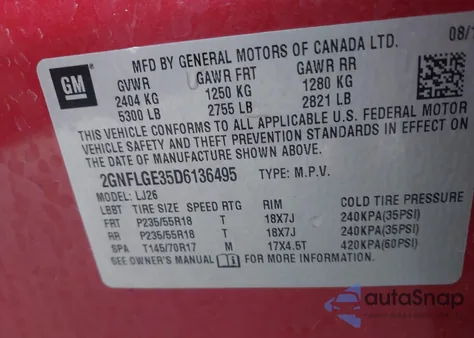 MFD BY GENERAL MOTORS OF CANADA LTD. 08/1
GM
GVWR GAWR FRT GAWR RR
2404 KG 1250 KG 1280 KG
5300 LB 2755 LB 2821 LB
THIS VEHICLE CONFORMS TO ALL APPLICABLE U.S. FEDERAL MOTOR
VEHICLE SAFETY AND THEFT PREVENTION STANDARDS IN EFFECT ON
THE DATE OF MANUFACTURE SHOWN ABOVE.
2GNFLGE35D6136495 TYPE: M.P.V.
MODEL: LJ26
LBBT TIRE SIZE SPEED RTG RIM COLD TIRE PRESSURE
FRT P235/55R18 T 18X7J 240KPA(35PSI)
RR P235/55R18 T 18X7J 240KPA(35PSI)
SPA T145/70R17 M 17X4.5T 420KPA(60PSI)
SEE OWNER'S MANUAL FOR MORE INFORMATION.
autoSnap